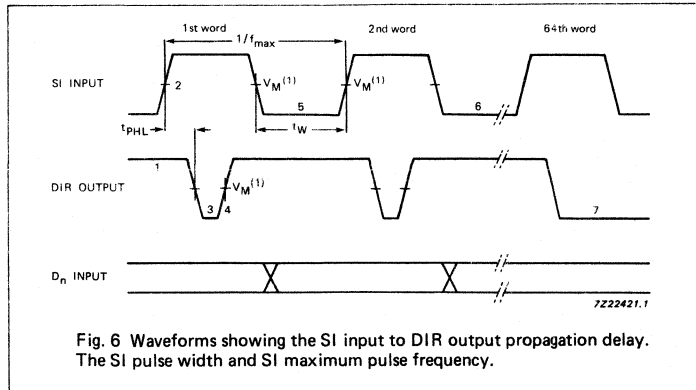 1st word
2nd word
64th word
1/fmax
SI INPUT
2
VM(1)
5
VM(1)
6
tPHL
tW
1
DIR OUTPUT
3
4
VM(1)
7
Dn INPUT
7Z22421.1
Fig. 6 Waveforms showing the SI input to DIR output propagation delay.
The SI pulse width and SI maximum pulse frequency.